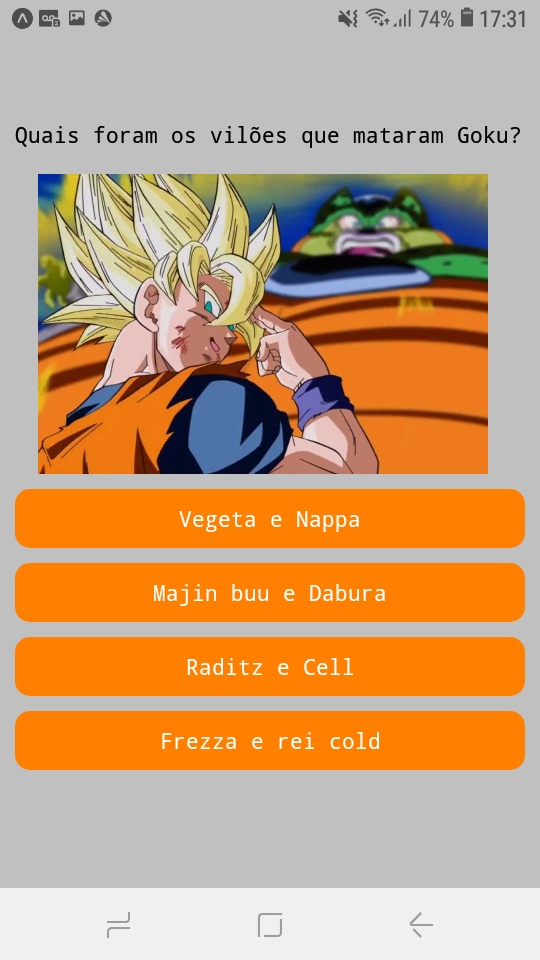 74% 17:31
Quais foram os vilões que mataram Goku?
Vegeta e Nappa
Majin buu e Dabura
Raditz e Cell
Frezza e rei cold